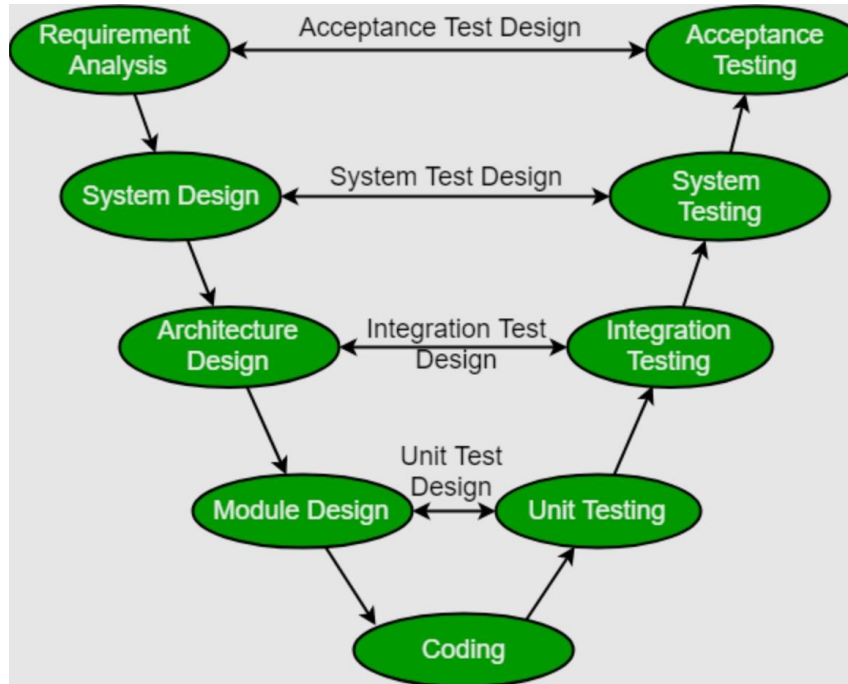 Requirement
Analysis
Acceptance Test Design
Acceptance
Testing
System Design
System Test Design
System
Testing
Architecture
Design
Integration Test
Design
Integration
Testing
Module Design
Unit Test
Design
Unit Testing
Coding